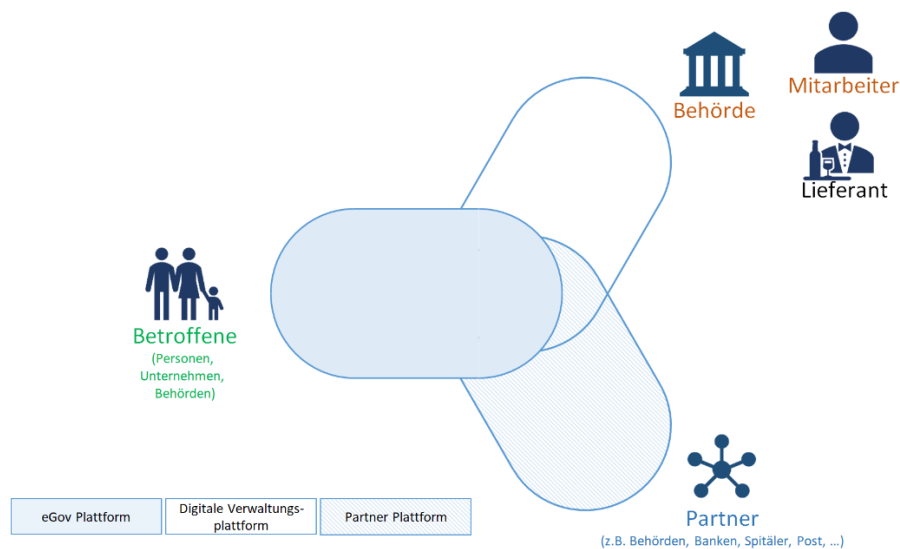 Behörde
Mitarbeiter
Lieferant
Betroffene
(Personen,
Unternehmen,
Behörden)
eGov Plattform
Digitale Verwaltungs-
plattform
Partner Plattform
Partner
(z.B. Behörden, Banken, Spitäler, Post, ...)